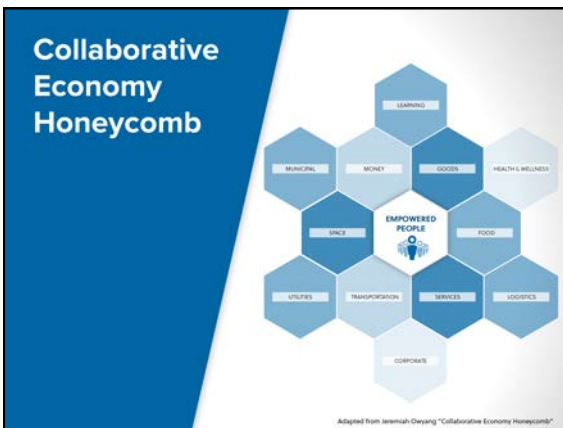 Collaborative
Economy
Honeycomb
LEARNING
MUNICIPAL
MONEY
GOODS
HEALTH & WELLNESS
SPACE
EMPOWERED
PEOPLE
FOOD
UTILITIES
TRANSPORTATION
SERVICES
LOGISTICS
CORPORATE
Adapted from Jeremiah Owyang "Collaborative Economy Honeycomb"